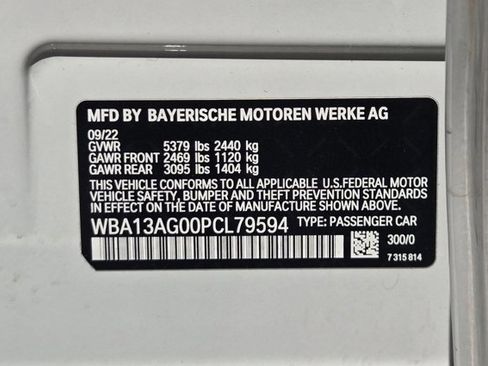 MFD BY BAYERISCHE MOTOREN WERKE AG
09/22
GVWR 5379 lbs 2440 kg
GAWR FRONT 2469 lbs 1120 kg
GAWR REAR 3095 lbs 1404 kg
THIS VEHICLE CONFORMS TO ALL APPLICABLE U.S.FEDERAL MOTOR
VEHICLE SAFETY, BUMPER AND THEFT PREVENTION STANDARDS
IN EFFECT ON THE DATE OF MANUFACTURE SHOWN ABOVE.
WBA13AG00PCL79594 TYPE: PASSENGER CAR
300/0
7 315 814